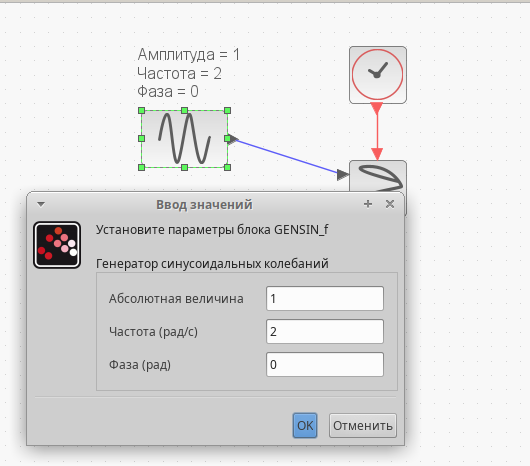 Амплитуда = 1
Частота = 2
Фаза = 0
Ввод значений
Установите параметры блока GENSIN_f
Генератор синусоидальных колебаний
Абсолютная величина 1
Частота (рад/с) 2
Фаза (рад) 0
OK Отменить